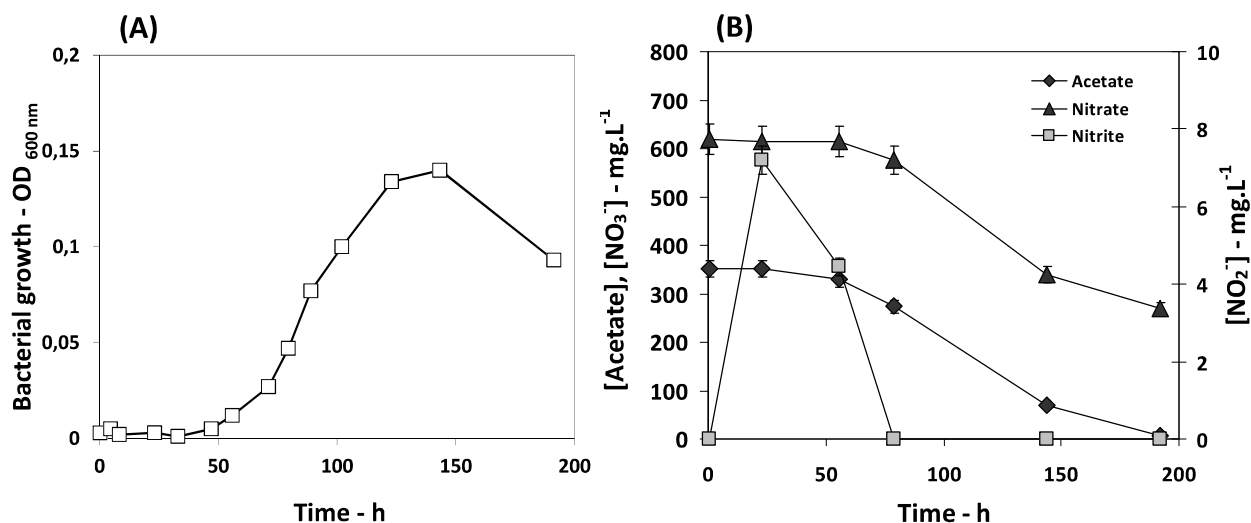 (A)
Bacterial growth - OD 600 nm
0,2
0,15
0,1
0,05
0
0 50 100 150 200
Time - h
(B)
[Acetate], [NO₃⁻] - mg.L⁻¹
800
700
600
500
400
300
200
100
0
Acetate
Nitrate
Nitrite
10
8
6
4
2
0
[NO₂⁻] - mg.L⁻¹
0 50 100 150 200
Time - h